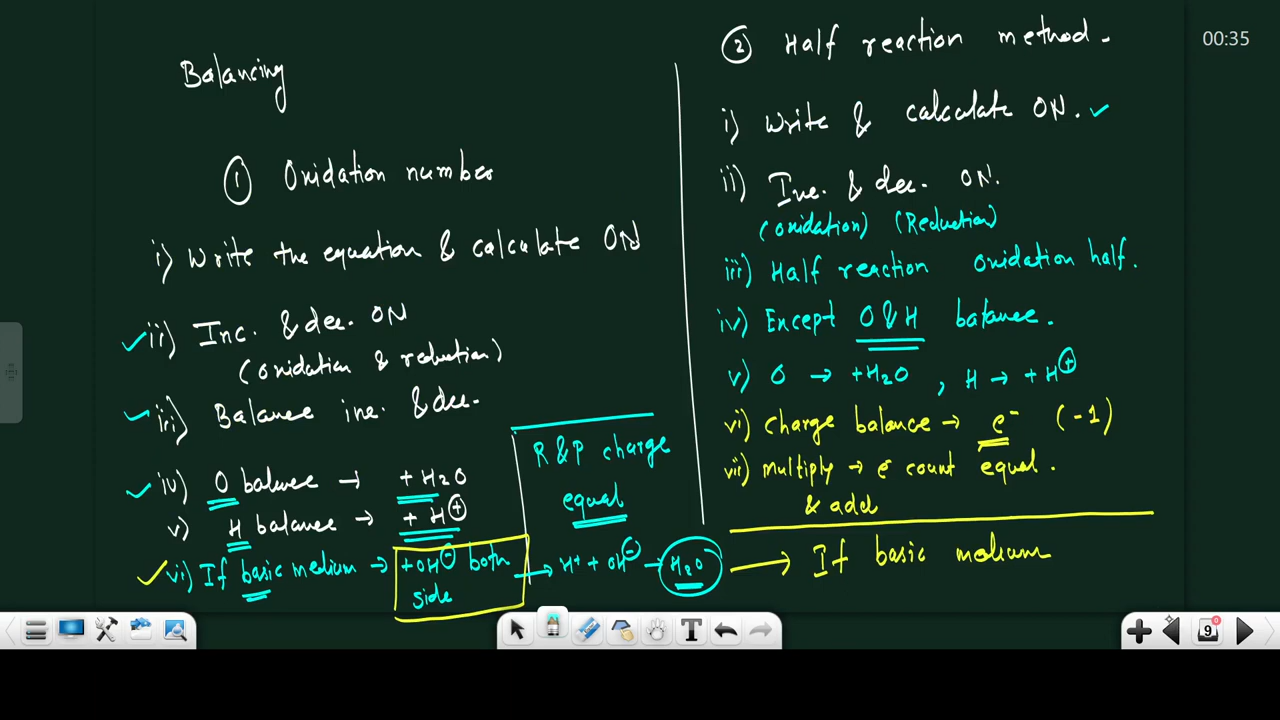 Balancing
① Oxidation number
i) Write the equation & calculate ON
ii) Inc. & dec. ON
(oxidation & reduction)
iii) Balance inc. & dec.
iv) O balance → + H2O
v) H balance → + H⊕
vi) If basic medium → +OH⊖ both side → H+ + OH⊖ → H2O → If basic medium
R & P charge
equal
② Half reaction method.
i) Write & calculate ON. ✓
ii) Inc. & dec. ON.
(oxidation) (Reduction)
iii) Half reaction oxidation half.
iv) Except O & H balance.
v) O → +H2O , H → + H⊕
vi) Charge balance → e⁻ (-1)
vii) multiply → e count equal.
& add
00:35
T
9
0